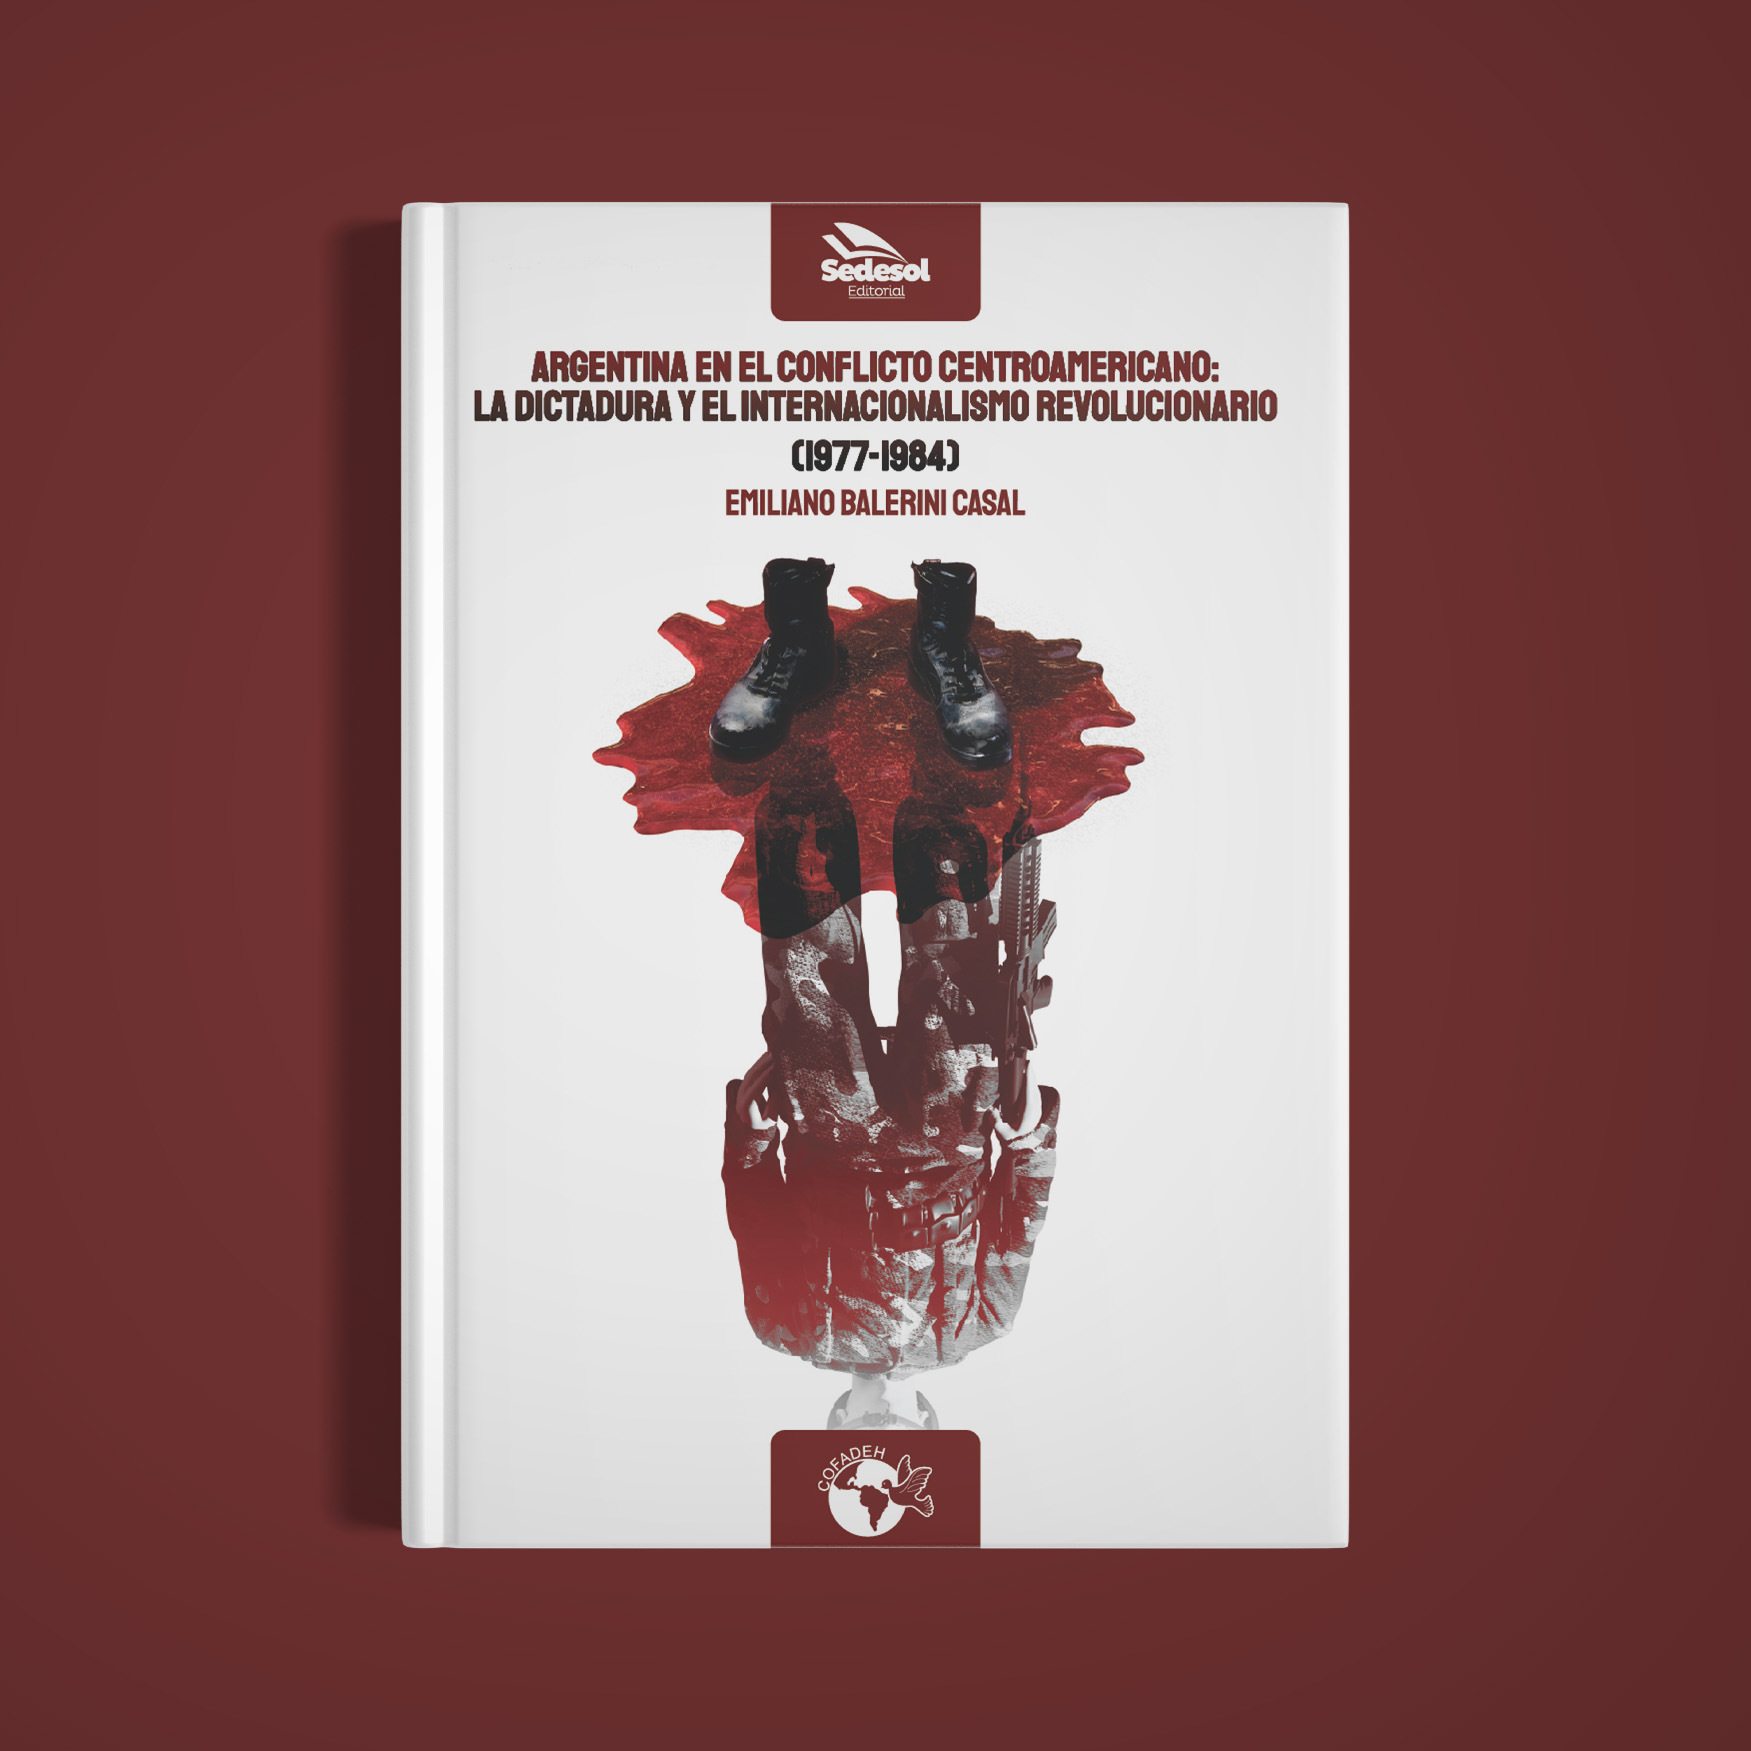 Sedesol
Editorial
ARGENTINA EN EL CONFLICTO CENTROAMERICANO:
LA DICTADURA Y EL INTERNACIONALISMO REVOLUCIONARIO
(1977-1984)
EMILIANO BALERINI CASAL
COFADEH